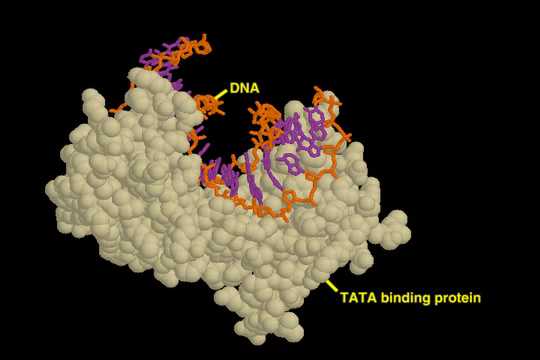 DNA
TATA binding protein